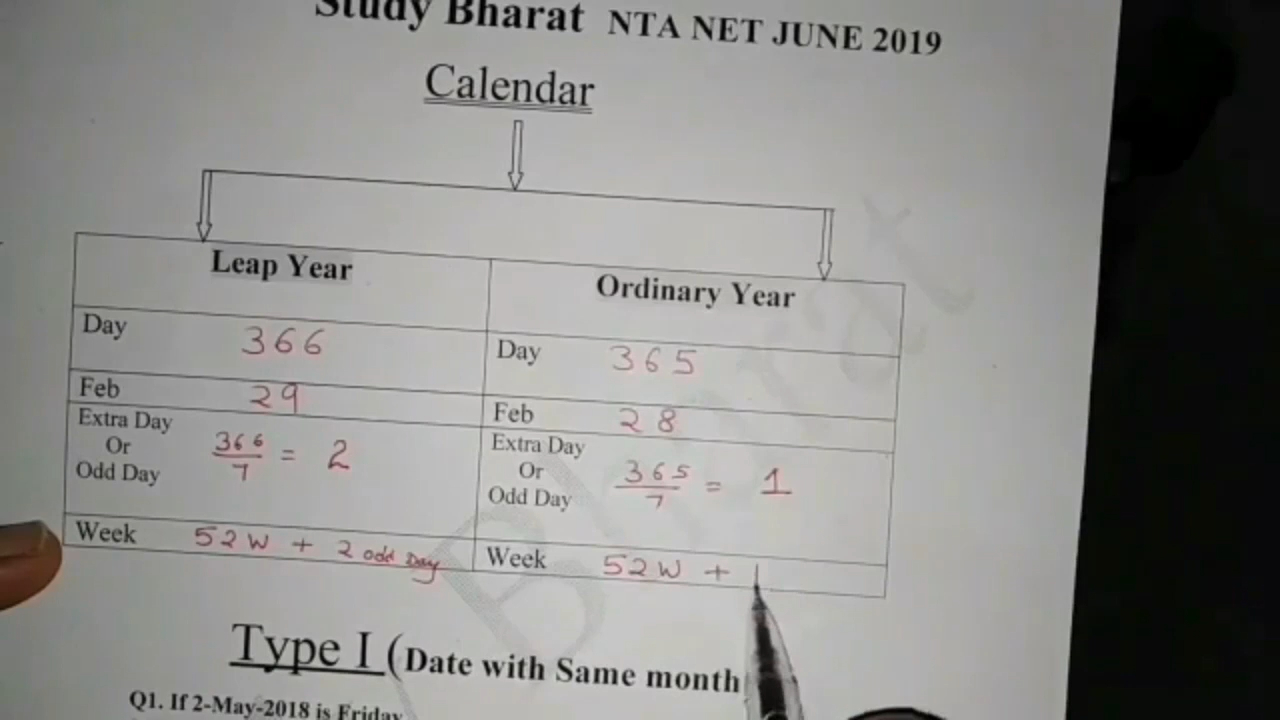 Study Bharat NTA NET JUNE 2019
Calendar
Leap Year
Ordinary Year
Day 366
Day 365
Feb 29
Feb 28
Extra Day
Or
Odd Day
366/7 = 2
Extra Day
Or
Odd Day
365/7 = 1
Week 52W + 2 odd Day
Week 52W +
Type I (Date with Same month
Q1. If 2-May-2018 is Friday
Bharat